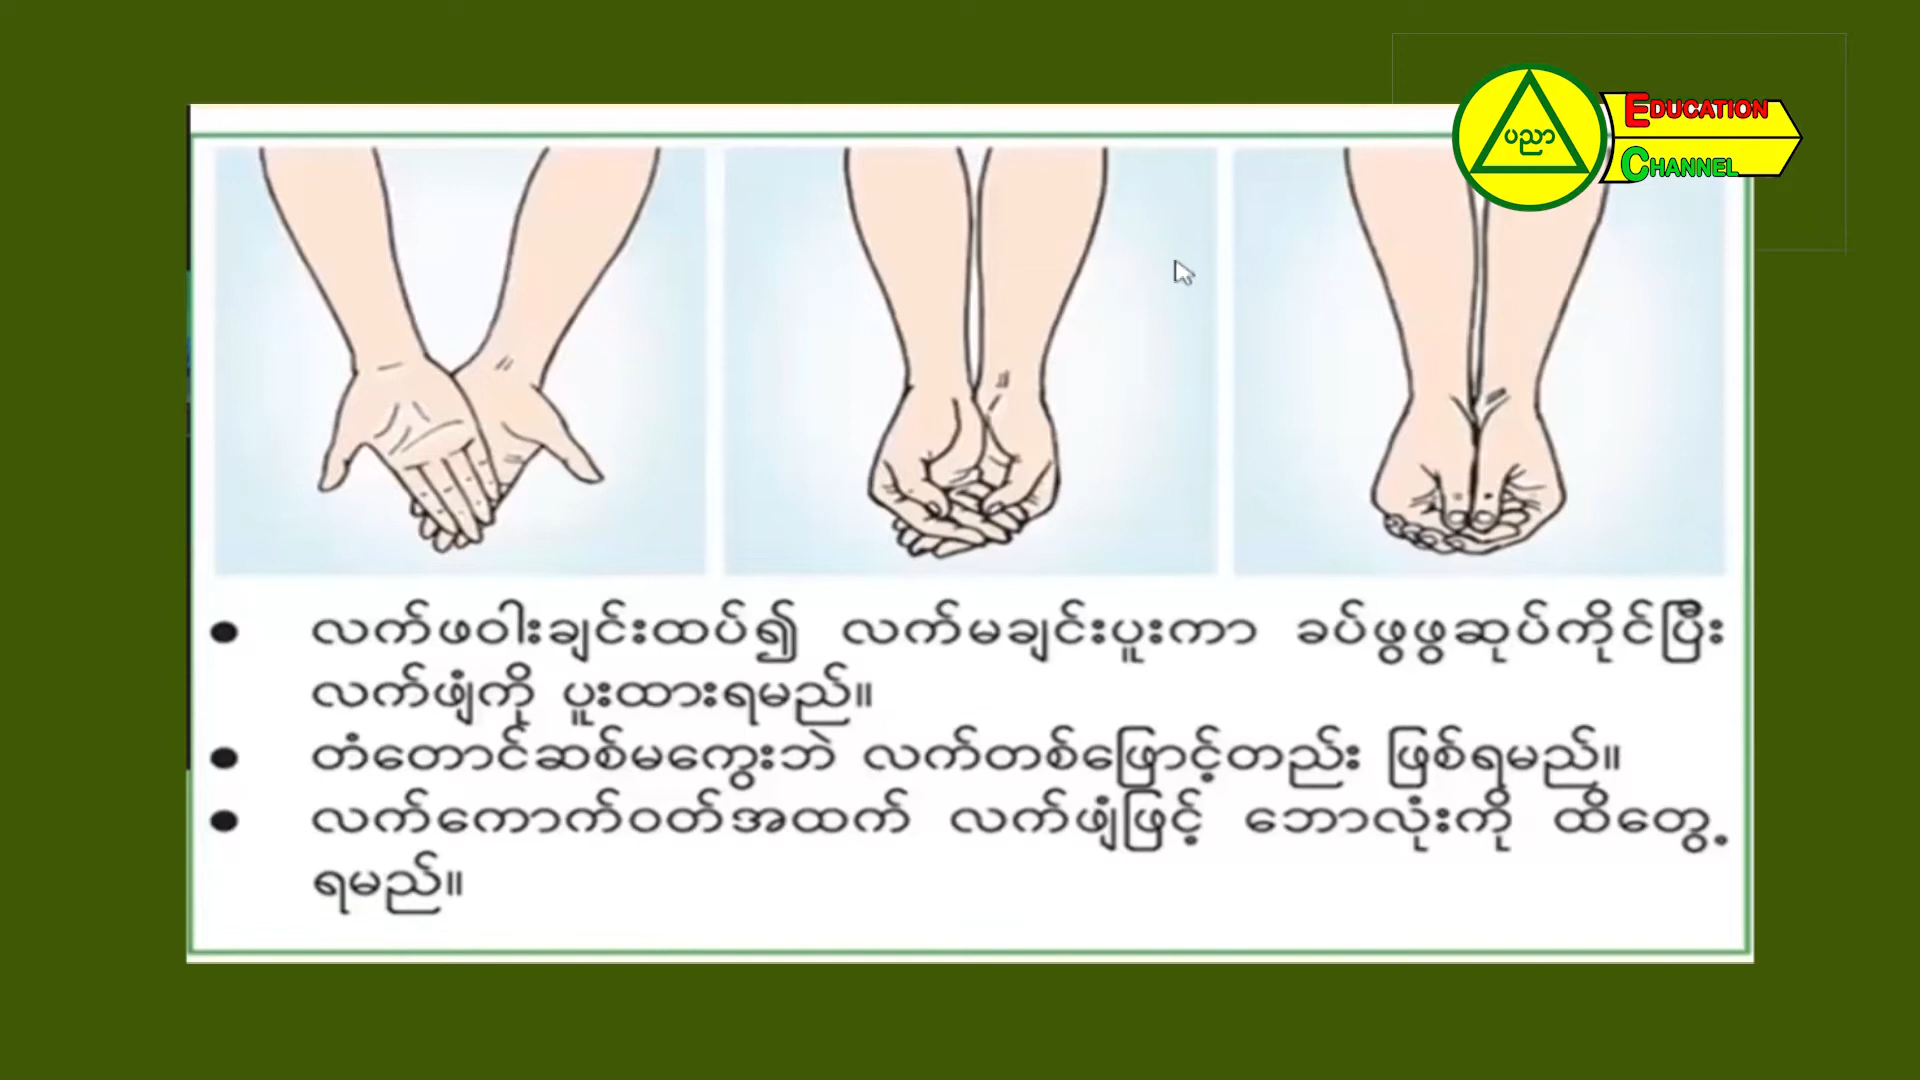 ပညာ
EDUCATION
CHANNEL
● လက်ဖဝါးချင်းထပ်၍ လက်မချင်းပူးကာ ခပ်ဖွဖွဆုပ်ကိုင်ပြီး
လက်ဖျံကို ပူးထားရမည်။
● တံတောင်ဆစ်မကွေးဘဲ လက်တစ်ဖြောင့်တည်း ဖြစ်ရမည်။
● လက်ကောက်ဝတ်အထက် လက်ဖျံဖြင့် ဘောလုံးကို ထိတွေ့
ရမည်။